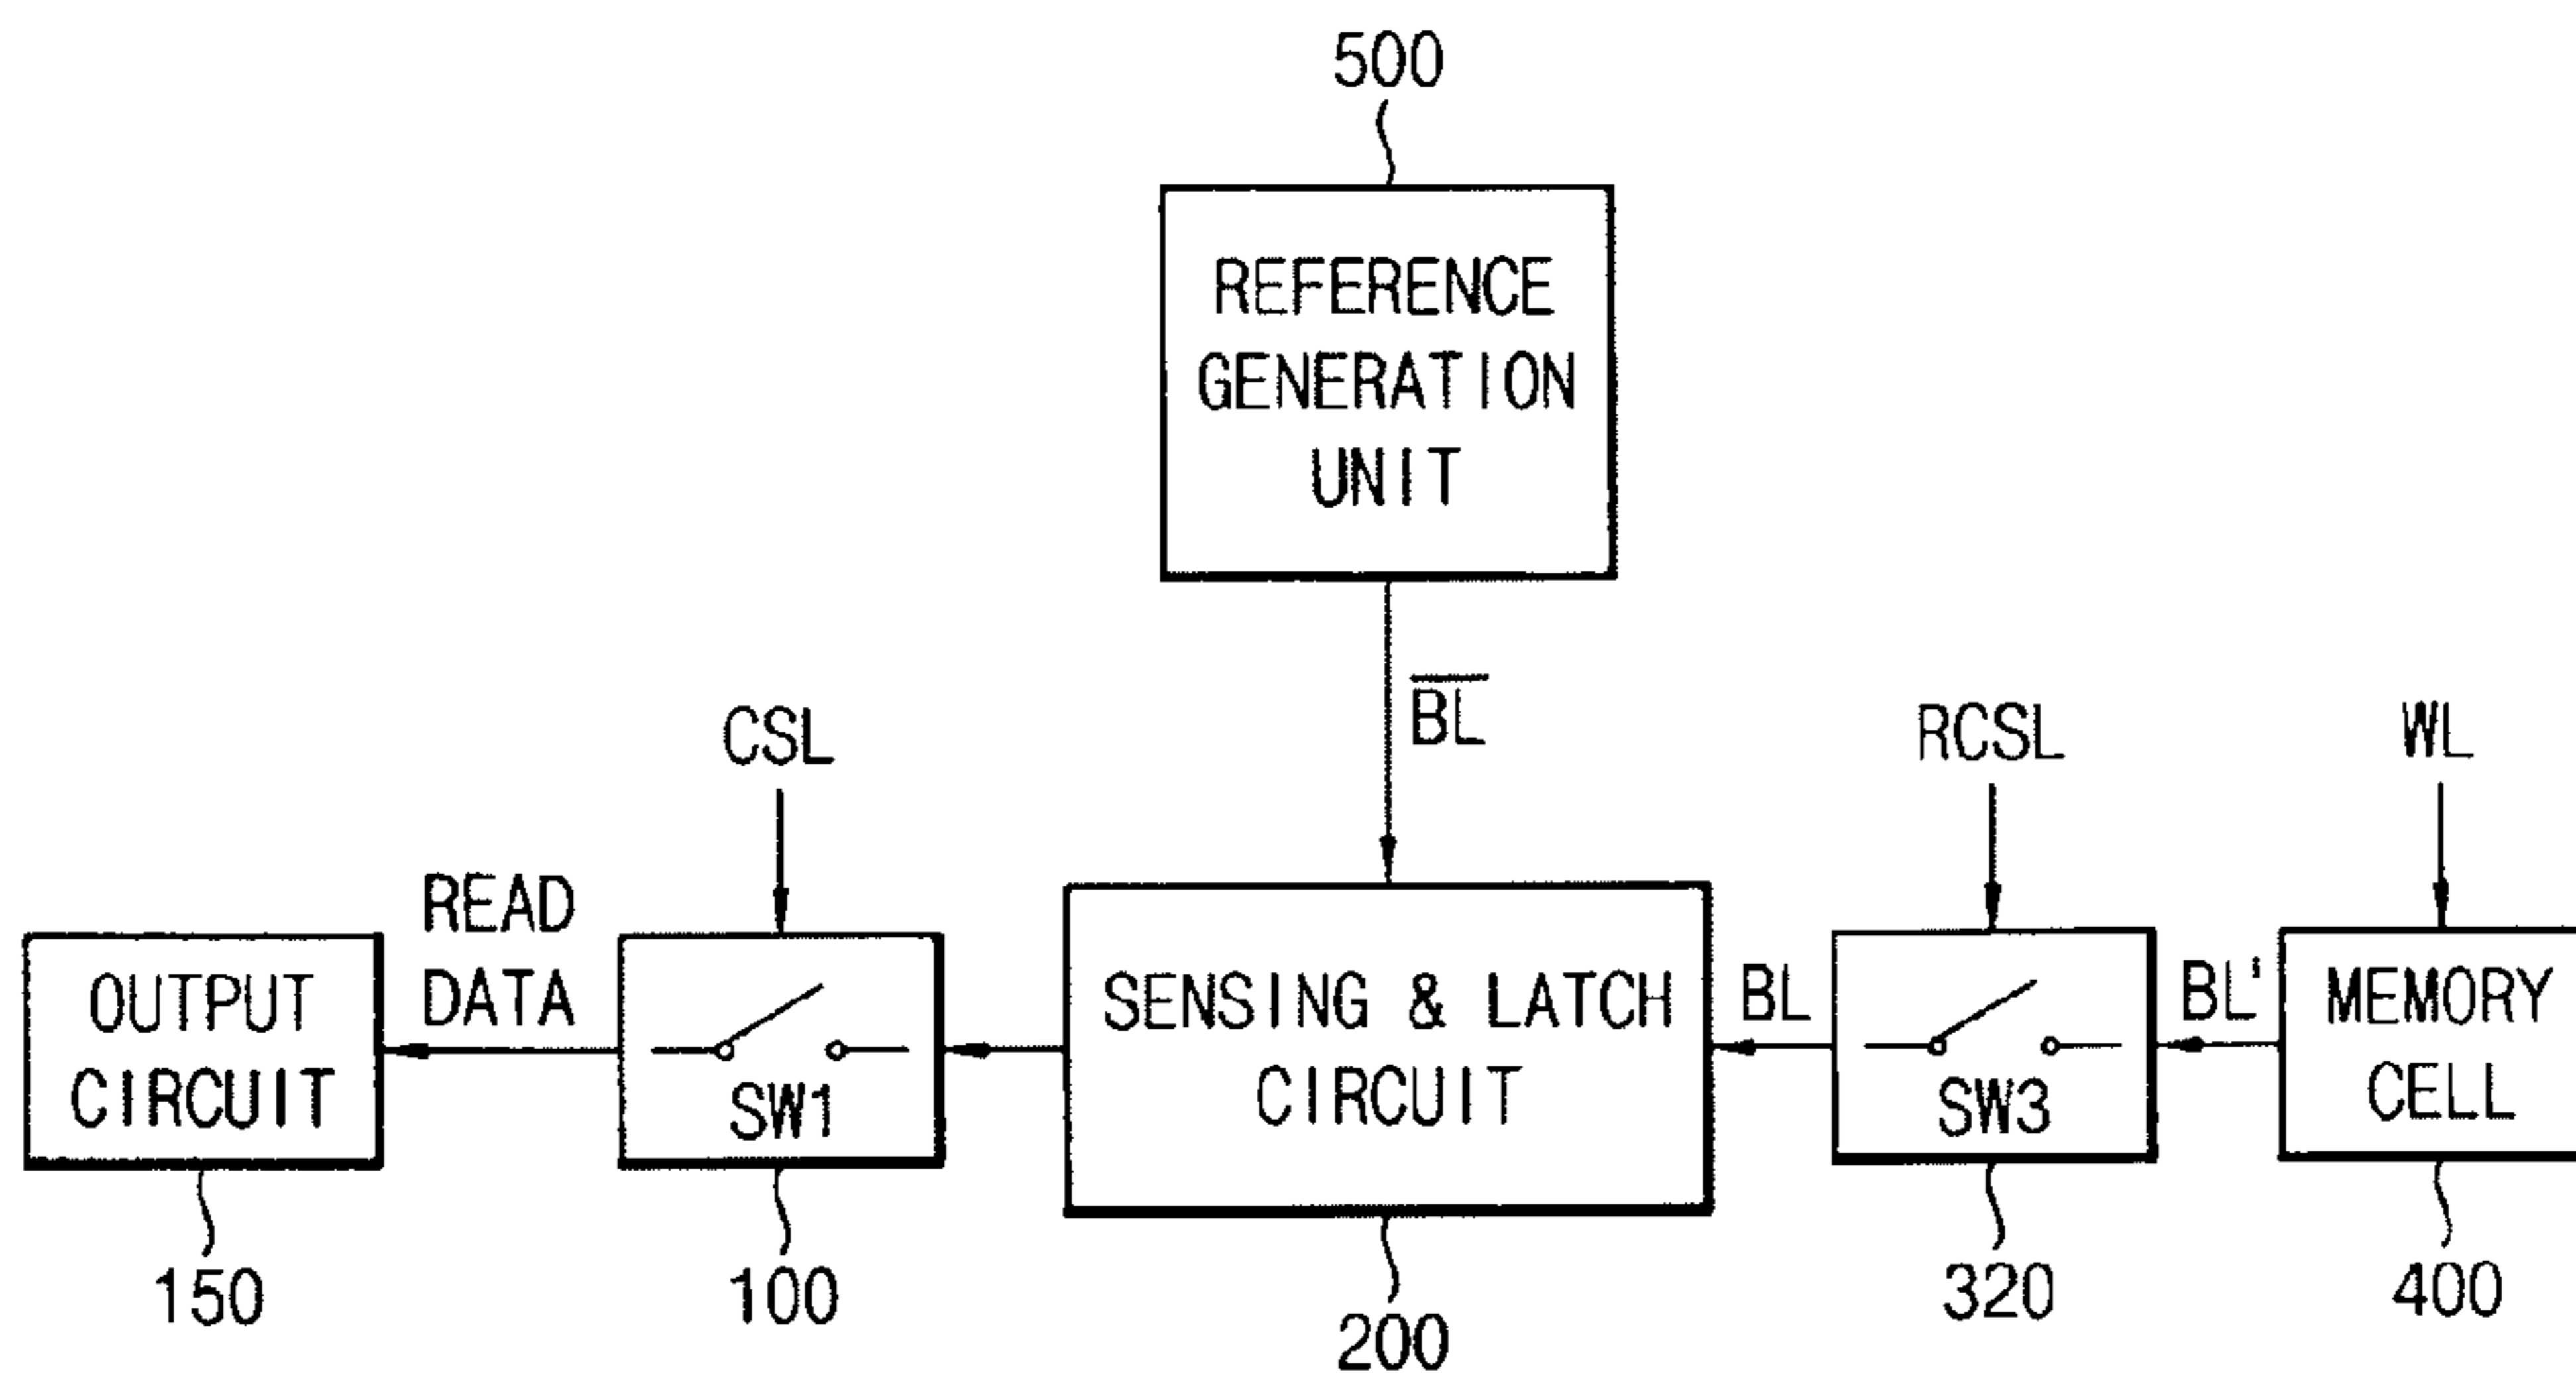 500
REFERENCE
GENERATION
UNIT
B̅L̅
CSL
RCSL
WL
READ
DATA
OUTPUT
CIRCUIT
SW1
SENSING & LATCH
CIRCUIT
BL
SW3
BL'
MEMORY
CELL
150
100
200
320
400